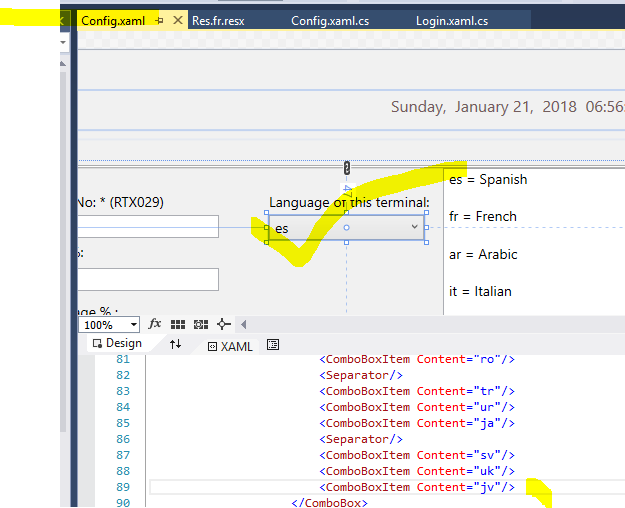 Config.xaml Res.fr.resx Config.xaml.cs Login.xaml.cs
Sunday, January 21, 2018 06:56:
No: * (RTX029)
Language of this terminal:
es
es = Spanish
fr = French
%:
ar = Arabic
it = Italian
nge % :
100% fx
Design XAML
81 <ComboBoxItem Content="ro"/>
82 <Separator/>
83 <ComboBoxItem Content="tr"/>
84 <ComboBoxItem Content="ur"/>
85 <ComboBoxItem Content="ja"/>
86 <Separator/>
87 <ComboBoxItem Content="sv"/>
88 <ComboBoxItem Content="uk"/>
89 <ComboBoxItem Content="jv"/>
90 </ComboBox>